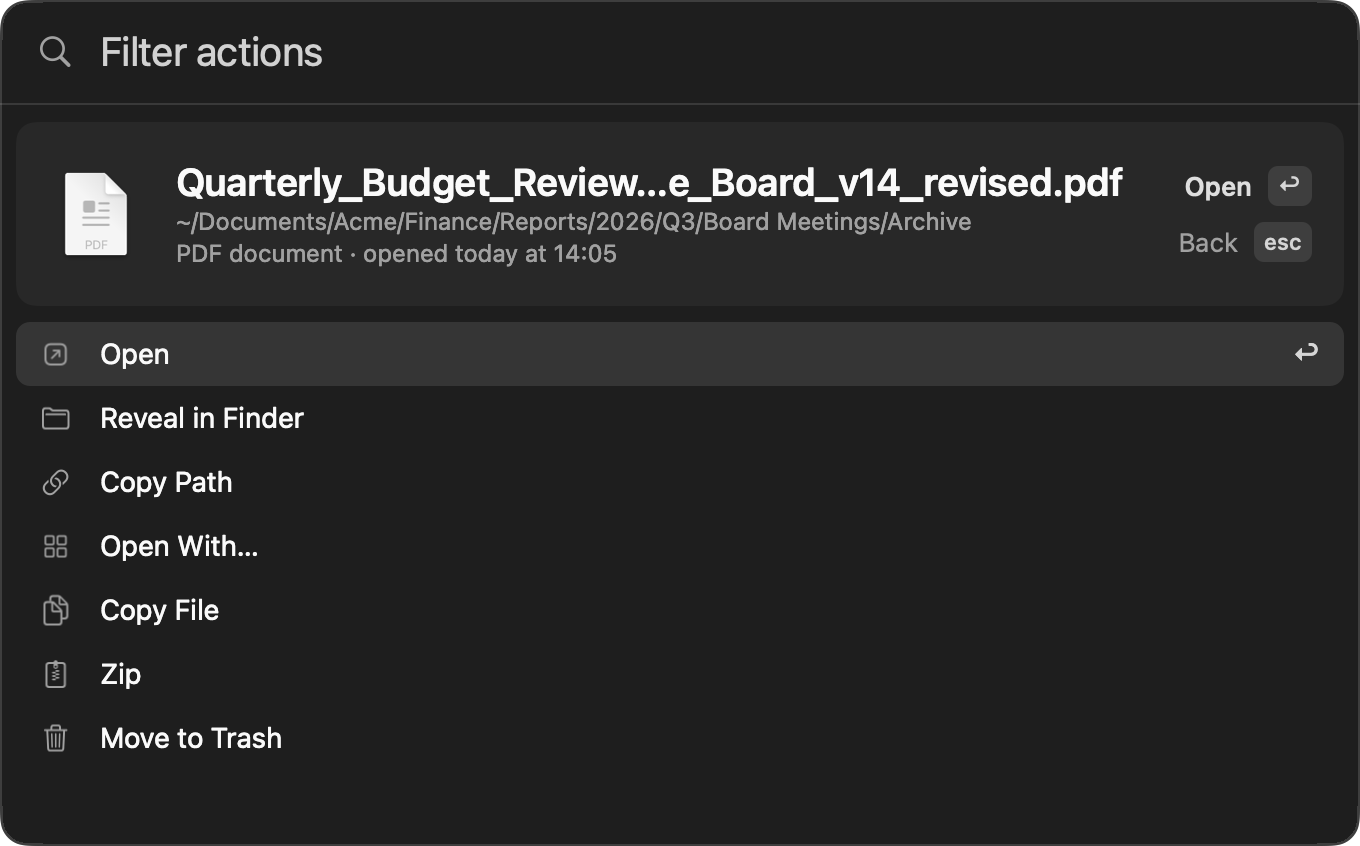 Filter actions
Quarterly_Budget_Review...e_Board_v14_revised.pdf
Open
~/Documents/Acme/Finance/Reports/2026/Q3/Board Meetings/Archive
PDF
Back esc
PDF document · opened today at 14:05
Open
Reveal in Finder
Copy Path
Open With...
Copy File
Zip
Move to Trash